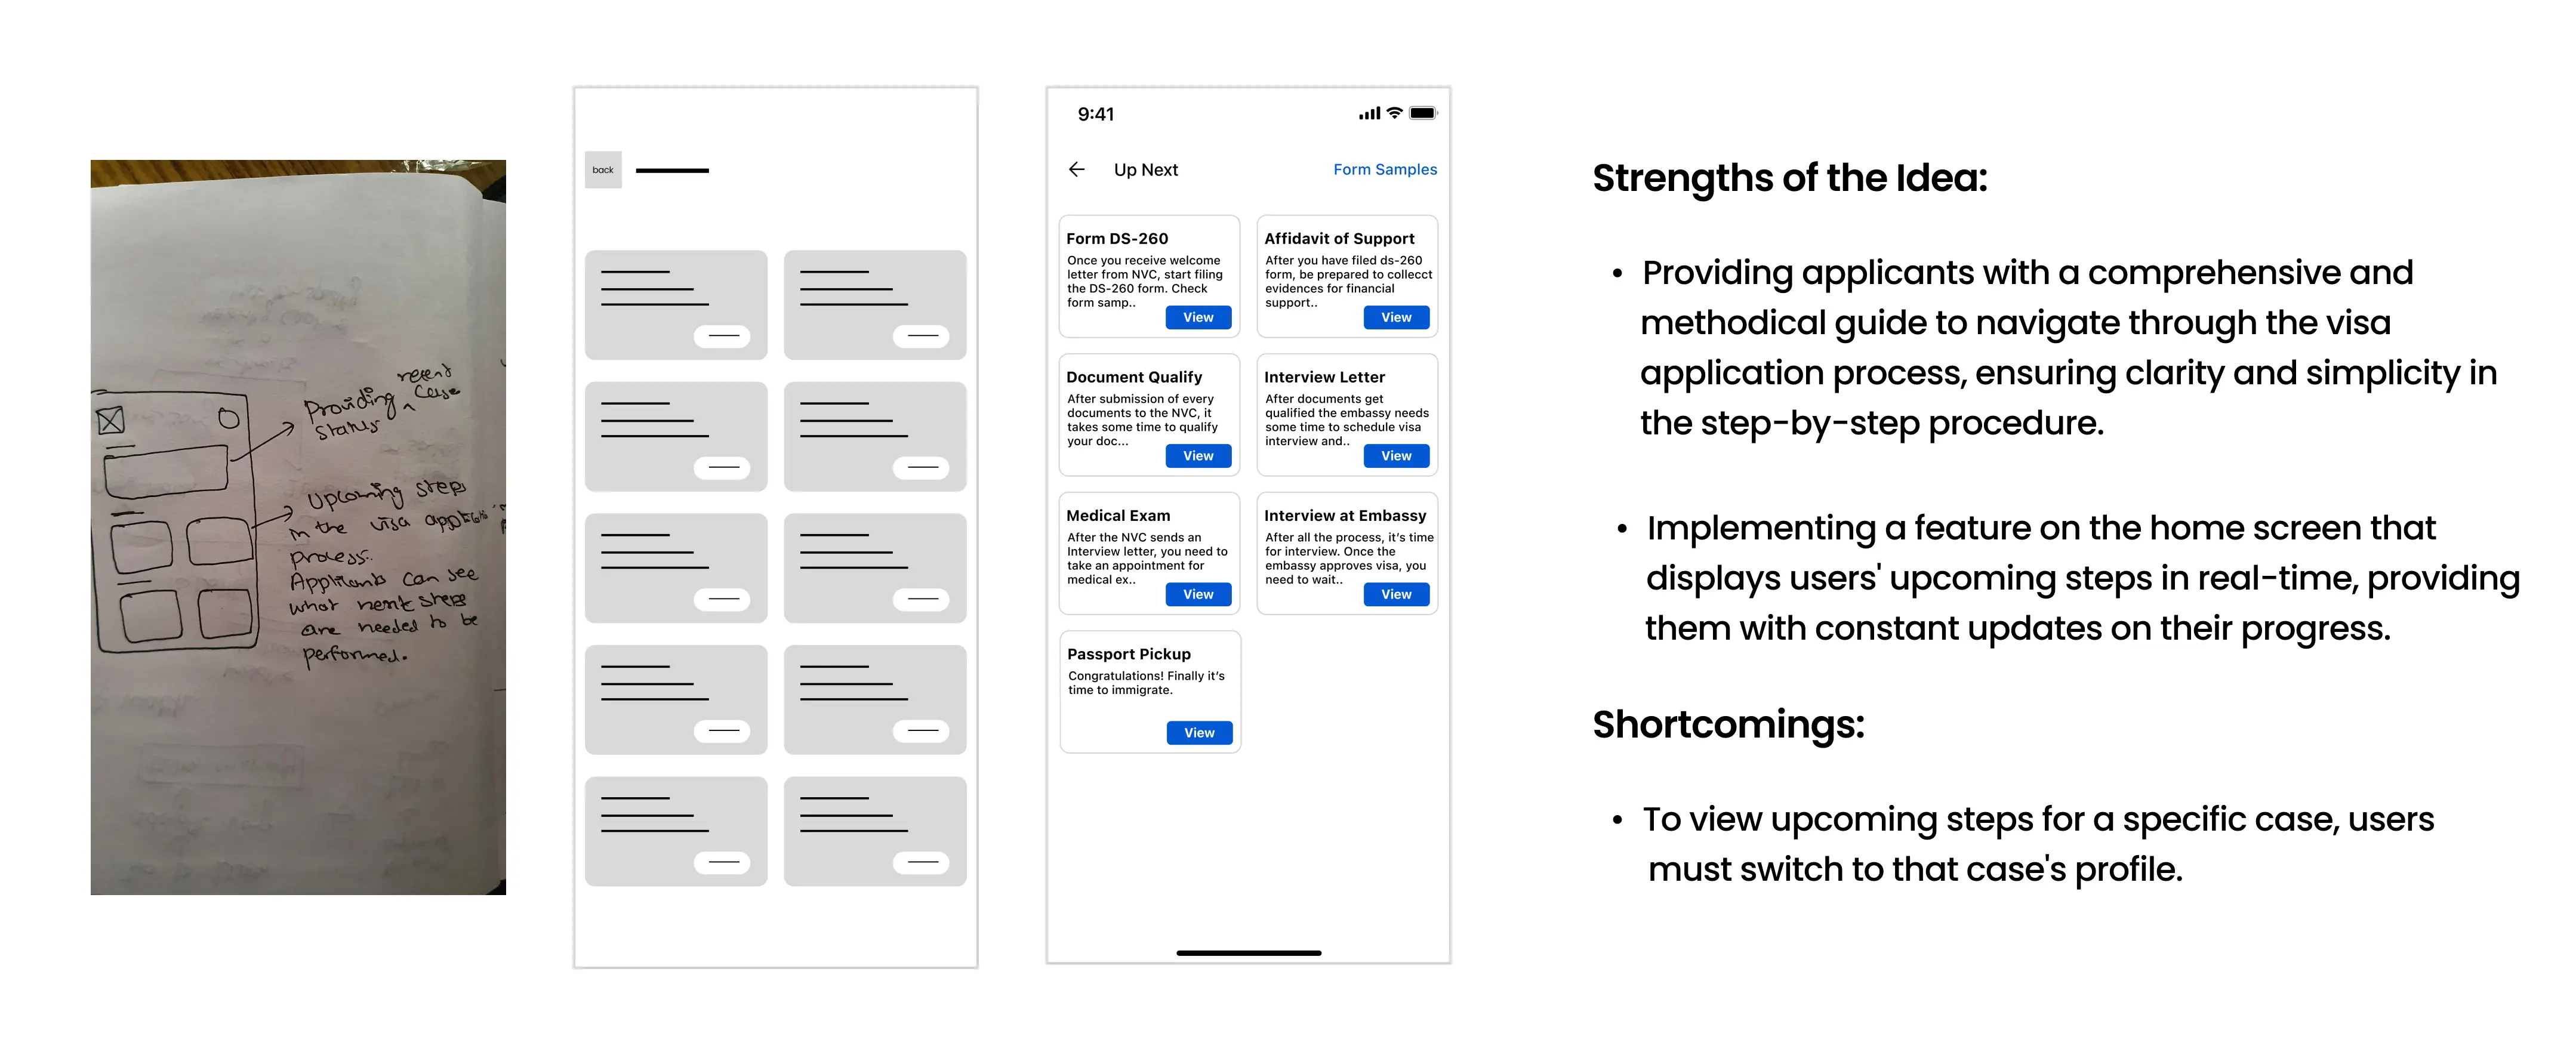 Providing recent case
status
Upcoming steps
in the visa
process.
Applicants can see
what next steps
are needed to be
performed.
back
9:41
Up Next
Form Samples
Form DS-260
Once you receive welcome
letter from NVC, start filing
the DS-260 form. Check
form samp..
View
Affidavit of Support
After you have filed ds-260
form, be prepared to collecct
evidences for financial
support..
View
Document Qualify
After submission of every
documents to the NVC, it
takes some time to qualify
your doc...
View
Interview Letter
After documents get
qualified the embassy needs
some time to schedule visa
interview and..
View
Medical Exam
After the NVC sends an
Interview letter, you need to
take an appointment for
medical ex..
View
Interview at Embassy
After all the process, it's time
for interview. Once the
embassy approves visa, you
need to wait..
View
Passport Pickup
Congratulations! Finally it's
time to immigrate.
View
Strengths of the Idea:
• Providing applicants with a comprehensive and
methodical guide to navigate through the visa
application process, ensuring clarity and simplicity in
the step-by-step procedure.
• Implementing a feature on the home screen that
displays users' upcoming steps in real-time, providing
them with constant updates on their progress.
Shortcomings:
• To view upcoming steps for a specific case, users
must switch to that case's profile.